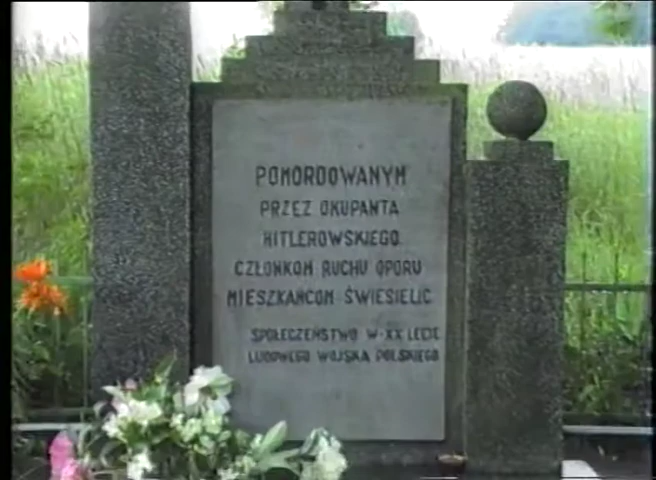 POMORDOWANYM
PRZEZ OKUPANTA
HITLEROWSKIEGO
CZŁONKOM RUCHU OPORU
MIESZKAŃCOM ŚWIESIELIC
SPOŁECZEŃSTWO W XX LECIE
LUDOWEGO WOJSKA POLSKIEGO